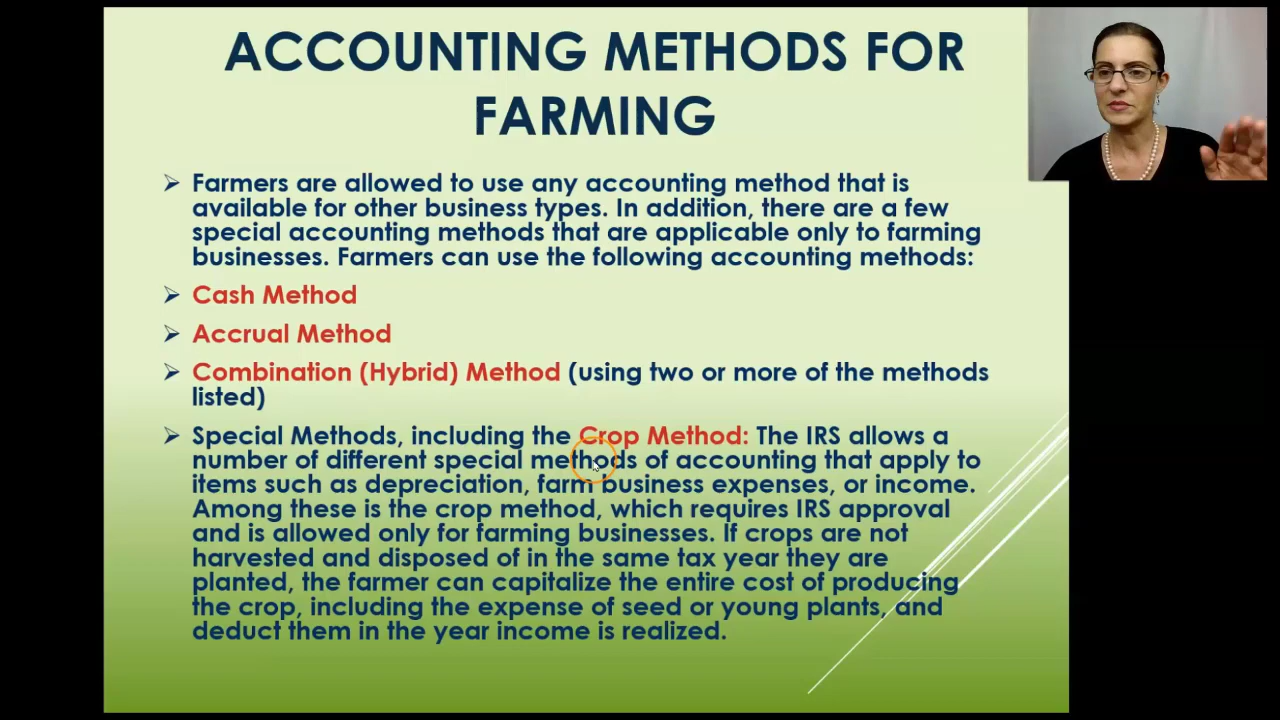 ACCOUNTING METHODS FOR
FARMING
Farmers are allowed to use any accounting method that is
available for other business types. In addition, there are a few
special accounting methods that are applicable only to farming
businesses. Farmers can use the following accounting methods:
Cash Method
Accrual Method
Combination (Hybrid) Method (using two or more of the methods
listed)
Special Methods, including the Crop Method: The IRS allows a
number of different special methods of accounting that apply to
items such as depreciation, farm business expenses, or income.
Among these is the crop method, which requires IRS approval
and is allowed only for farming businesses. If crops are not
harvested and disposed of in the same tax year they are
planted, the farmer can capitalize the entire cost of producing
the crop, including the expense of seed or young plants, and
deduct them in the year income is realized.